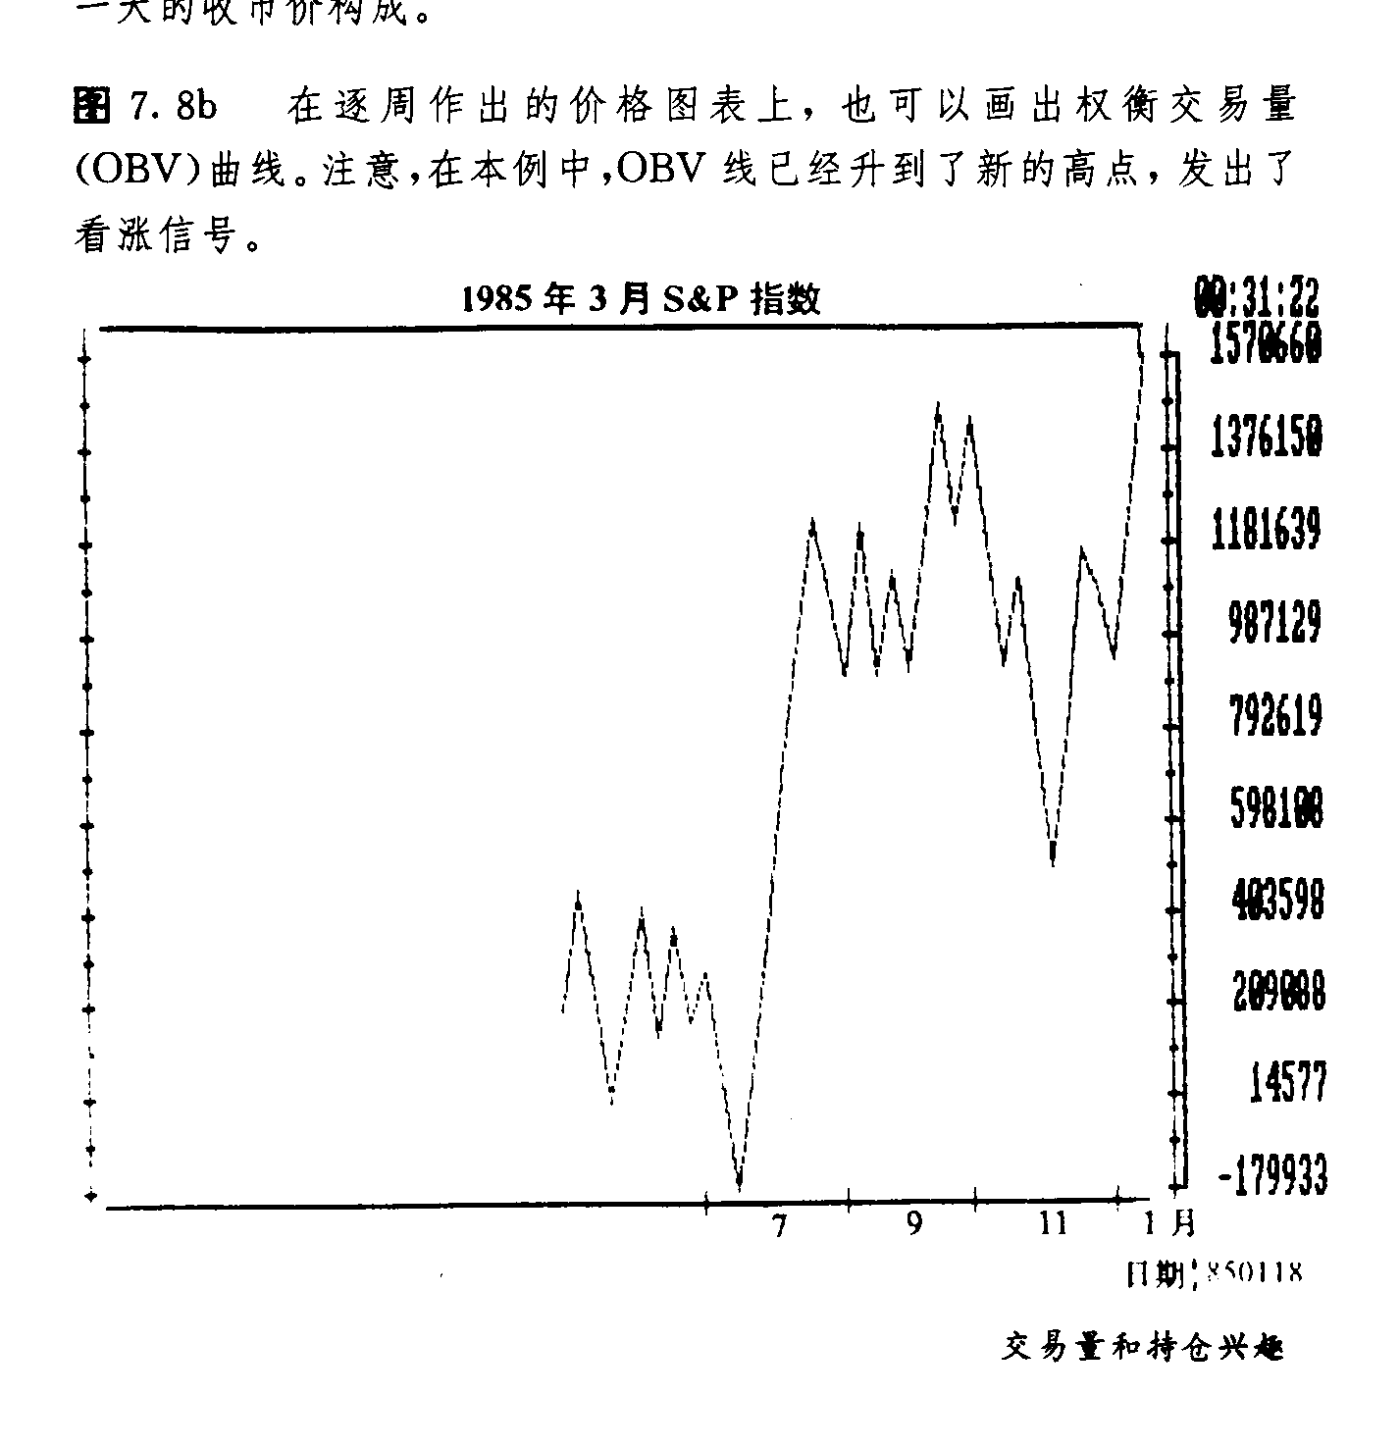 一天的收市价构成。
图 7.8b 在逐周作出的价格图表上，也可以画出权衡交易量
(OBV)曲线。注意，在本例中，OBV 线已经升到了新的高点，发出了
看涨信号。
1985 年 3 月 S&P 指数
00:31:22
1570660
1376150
1181639
987129
792619
598108
403598
209088
14577
-179933
7 9 11 1 月
日期：850118
交易量和持仓兴趣